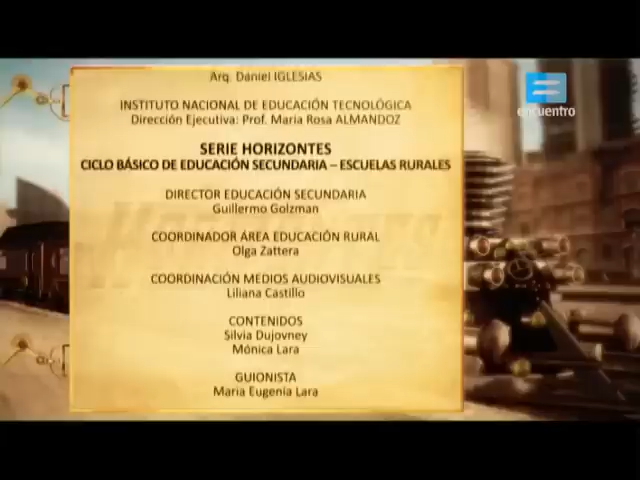 Arq. Daniel IGLESIAS
INSTITUTO NACIONAL DE EDUCACIÓN TECNOLÓGICA
Dirección Ejecutiva: Prof. Maria Rosa ALMANDOZ
SERIE HORIZONTES
CICLO BÁSICO DE EDUCACIÓN SECUNDARIA – ESCUELAS RURALES
DIRECTOR EDUCACIÓN SECUNDARIA
Guillermo Golzman
COORDINADOR ÁREA EDUCACIÓN RURAL
Olga Zattera
COORDINACIÓN MEDIOS AUDIOVISUALES
Liliana Castillo
CONTENIDOS
Silvia Dujovney
Mónica Lara
GUIONISTA
Maria Eugenia Lara
encuentro